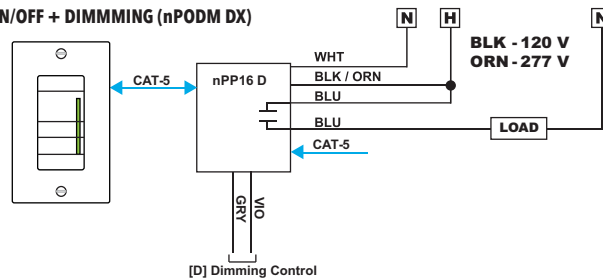 N/OFF + DIMMMING (nPODM DX)
N H N
BLK - 120 V
ORN - 277 V
WHT
CAT-5
nPP16 D
BLK / ORN
BLU
BLU
LOAD
CAT-5
GRY
VIO
[D] Dimming Control